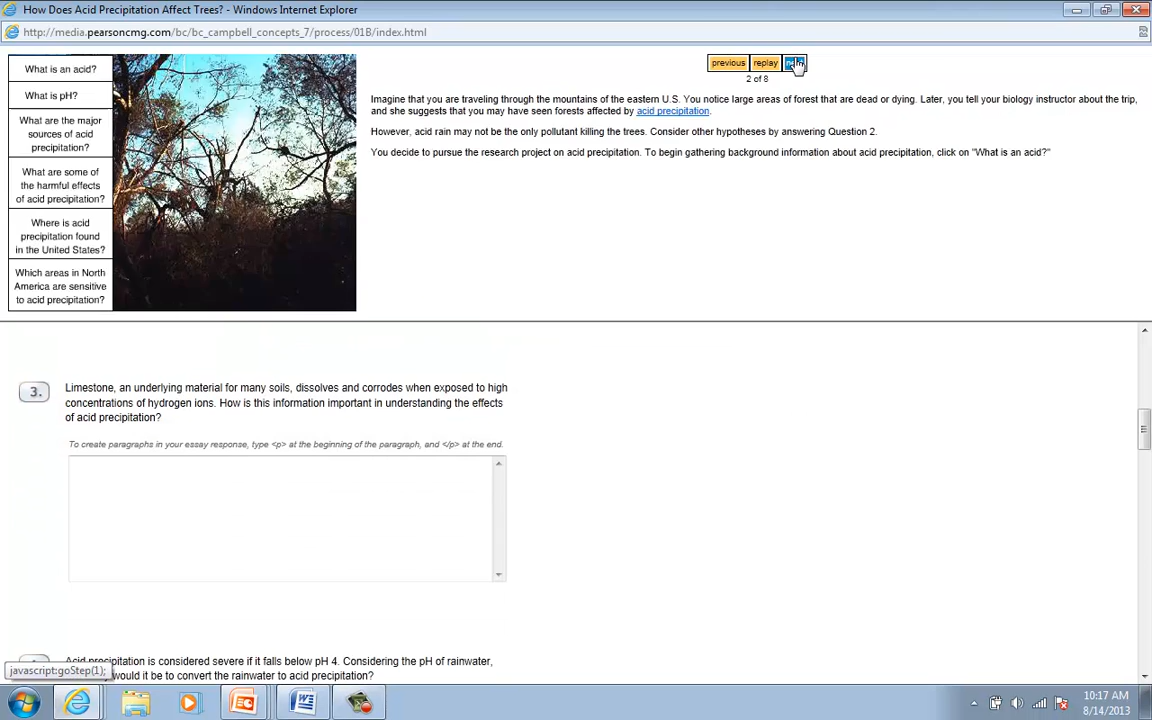 How Does Acid Precipitation Affect Trees? - Windows Internet Explorer
http://media.pearsoncmg.com/bc/bc_campbell_concepts_7/process/01B/index.html
What is an acid?
What is pH?
What are the major
sources of acid
precipitation?
What are some of
the harmful effects
of acid precipitation?
Where is acid
precipitation found
in the United States?
Which areas in North
America are sensitive
to acid precipitation?
previous replay
2 of 8
Imagine that you are traveling through the mountains of the eastern U.S. You notice large areas of forest that are dead or dying. Later, you tell your biology instructor about the trip,
and she suggests that you may have seen forests affected by acid precipitation.
However, acid rain may not be the only pollutant killing the trees. Consider other hypotheses by answering Question 2.
You decide to pursue the research project on acid precipitation. To begin gathering background information about acid precipitation, click on "What is an acid?"
3. Limestone, an underlying material for many soils, dissolves and corrodes when exposed to high
concentrations of hydrogen ions. How is this information important in understanding the effects
of acid precipitation?
To create paragraphs in your essay response, type <p> at the beginning of the paragraph, and </p> at the end.
Acid precipitation is considered severe if it falls below pH 4. Considering the pH of rainwater,
would it be to convert the rainwater to acid precipitation?
javascript:goStep(1);
10:17 AM
8/14/2013